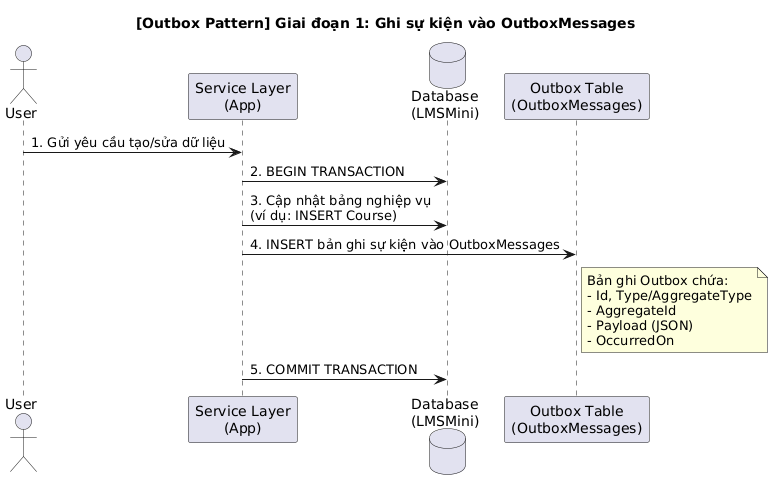 [Outbox Pattern] Giai đoạn 1: Ghi sự kiện vào OutboxMessages
User
Service Layer
(App)
Database
(LMSMini)
Outbox Table
(OutboxMessages)
1. Gửi yêu cầu tạo/sửa dữ liệu
2. BEGIN TRANSACTION
3. Cập nhật bảng nghiệp vụ
(ví dụ: INSERT Course)
4. INSERT bản ghi sự kiện vào OutboxMessages
Bản ghi Outbox chứa:
- Id, Type/AggregateType
- AggregateId
- Payload (JSON)
- OccurredOn
5. COMMIT TRANSACTION
User
Service Layer
(App)
Database
(LMSMini)
Outbox Table
(OutboxMessages)